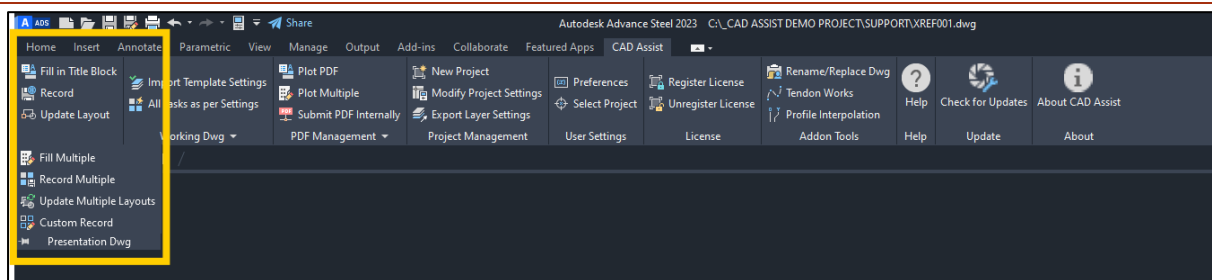 A ADS Share Autodesk Advance Steel 2023 C:\_CAD ASSIST DEMO PROJECT\SUPPORT\XREF001.dwg
Home Insert Annotate Parametric View Manage Output Add-ins Collaborate Featured Apps CAD Assist
Fill in Title Block
Record
Update Layout
Import Template Settings
All Tasks as per Settings
Working Dwg
Plot PDF
Plot Multiple
Submit PDF Internally
PDF Management
New Project
Modify Project Settings
Export Layer Settings
Project Management
Preferences
Select Project
User Settings
Register License
Unregister License
License
Rename/Replace Dwg
Tendon Works
Profile Interpolation
Addon Tools
Help
Help
Check for Updates
Update
About CAD Assist
About
Fill Multiple
Record Multiple
Update Multiple Layouts
Custom Record
Presentation Dwg